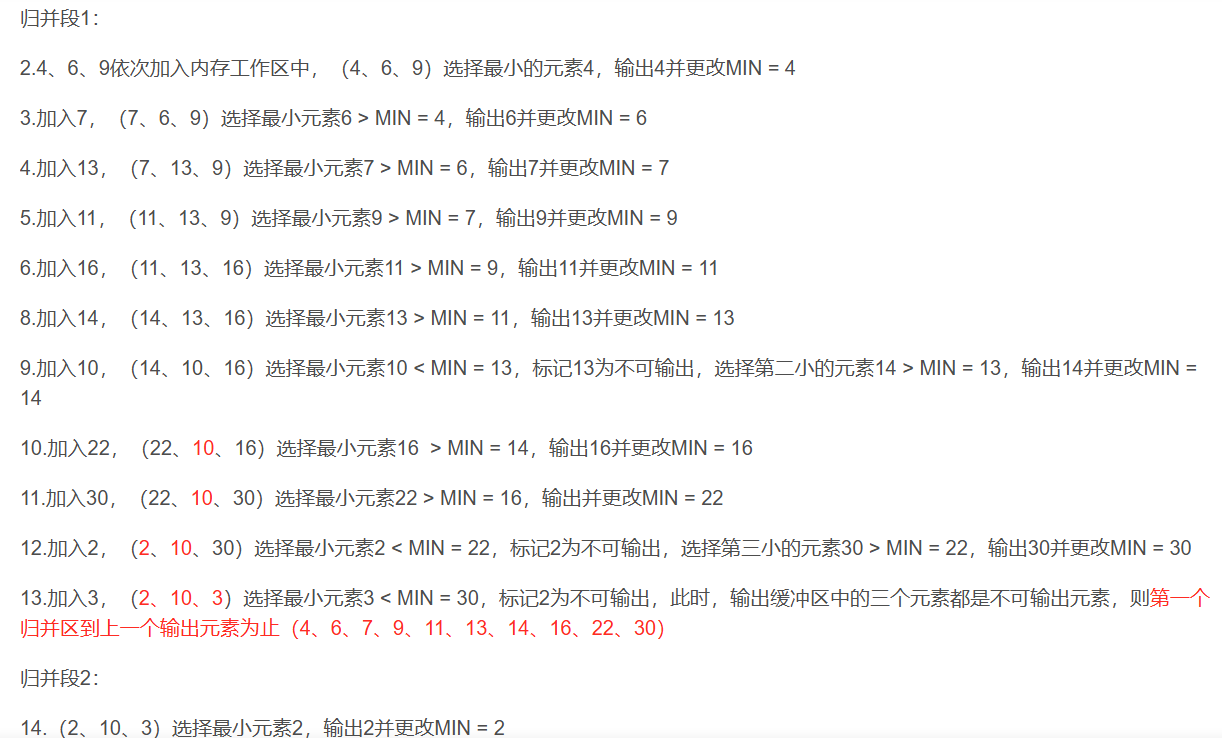 归并段1：
2.4、6、9依次加入内存工作区中，（4、6、9）选择最小的元素4，输出4并更改MIN = 4
3.加入7，（7、6、9）选择最小元素6 > MIN = 4，输出6并更改MIN = 6
4.加入13，（7、13、9）选择最小元素7 > MIN = 6，输出7并更改MIN = 7
5.加入11，（11、13、9）选择最小元素9 > MIN = 7，输出9并更改MIN = 9
6.加入16，（11、13、16）选择最小元素11 > MIN = 9，输出11并更改MIN = 11
8.加入14，（14、13、16）选择最小元素13 > MIN = 11，输出13并更改MIN = 13
9.加入10，（14、10、16）选择最小元素10 < MIN = 13，标记13为不可输出，选择第二小的元素14 > MIN = 13，输出14并更改MIN =
14
10.加入22，（22、10、16）选择最小元素16  > MIN = 14，输出16并更改MIN = 16
11.加入30，（22、10、30）选择最小元素22 > MIN = 16，输出并更改MIN = 22
12.加入2，（2、10、30）选择最小元素2 < MIN = 22，标记2为不可输出，选择第三小的元素30 > MIN = 22，输出30并更改MIN = 30
13.加入3，（2、10、3）选择最小元素3 < MIN = 30，标记2为不可输出，此时，输出缓冲区中的三个元素都是不可输出元素，则第一个
归并区到上一个输出元素为止（4、6、7、9、11、13、14、16、22、30）
归并段2：
14.（2、10、3）选择最小元素2，输出2并更改MIN = 2